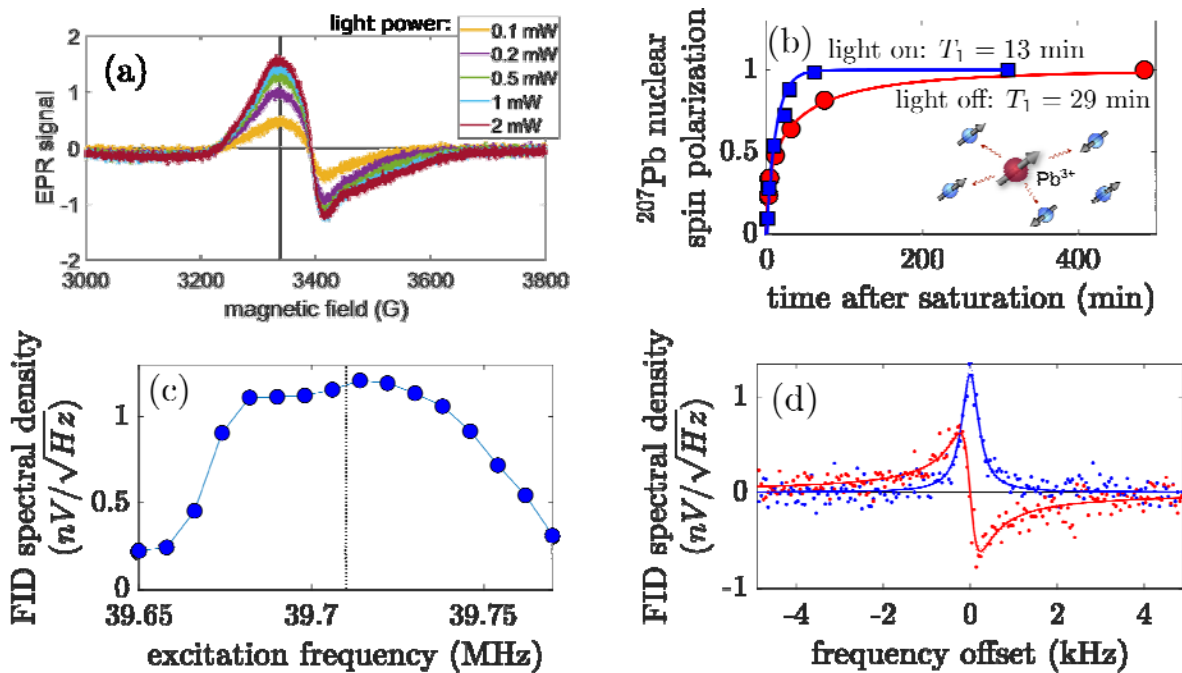 light power:
0.1 mW
0.2 mW
0.5 mW
1 mW
2 mW
(a)
EPR signal
2
1
0
-1
-2
3000 3200 3400 3600 3800
magnetic field (G)
(b)
light on: T₁ = 13 min
light off: T₁ = 29 min
Pb³⁺
²⁰⁷Pb nuclear
spin polarization
1
0.5
0
0 200 400
time after saturation (min)
(c)
FID spectral density
(nV/√Hz)
1
0.5
0
39.65 39.7 39.75
excitation frequency (MHz)
(d)
FID spectral density
(nV/√Hz)
1
0
-1
-4 -2 0 2 4
frequency offset (kHz)